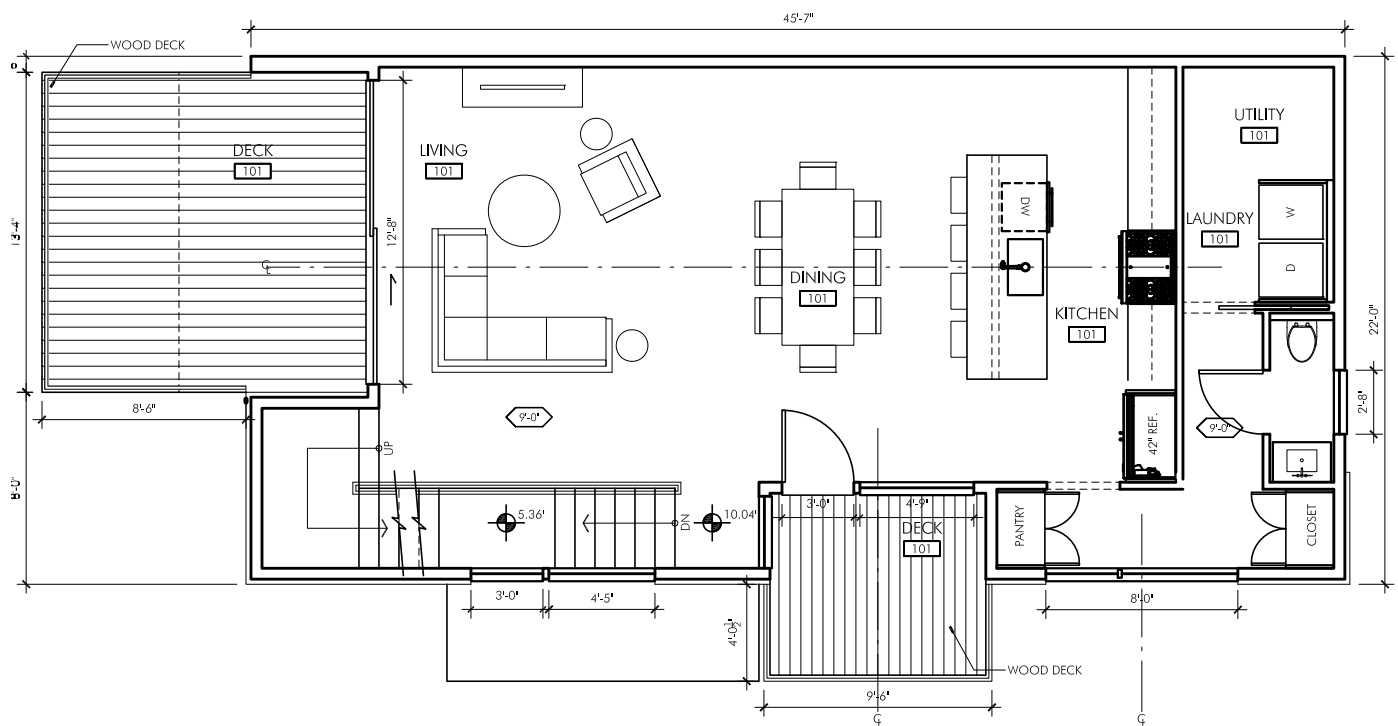 45'-7"
WOOD DECK
DECK
101
LIVING
101
UTILITY
101
DW
LAUNDRY
101
W
D
13'-4"
12'-8"
℄
DINING
101
KITCHEN
101
22'-0"
8'-6"
9'-0"
42" REF.
9'-0"
2'-8"
UP
8'-0"
5.36'
DN
10.04'
3'-0"
4'-9"
DECK
101
PANTRY
CLOSET
3'-0"
4'-5"
4'-0½"
8'-0"
WOOD DECK
9'-6"
℄
℄